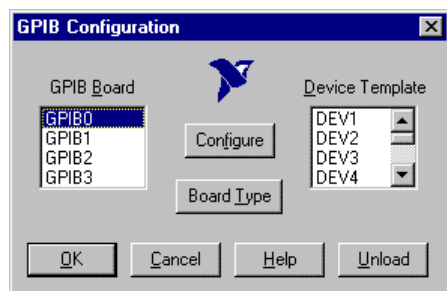 GPIB Configuration
GPIB Board
Device Template
GPIB0
GPIB1
GPIB2
GPIB3
Configure
Board Type
DEV1
DEV2
DEV3
DEV4
OK
Cancel
Help
Unload